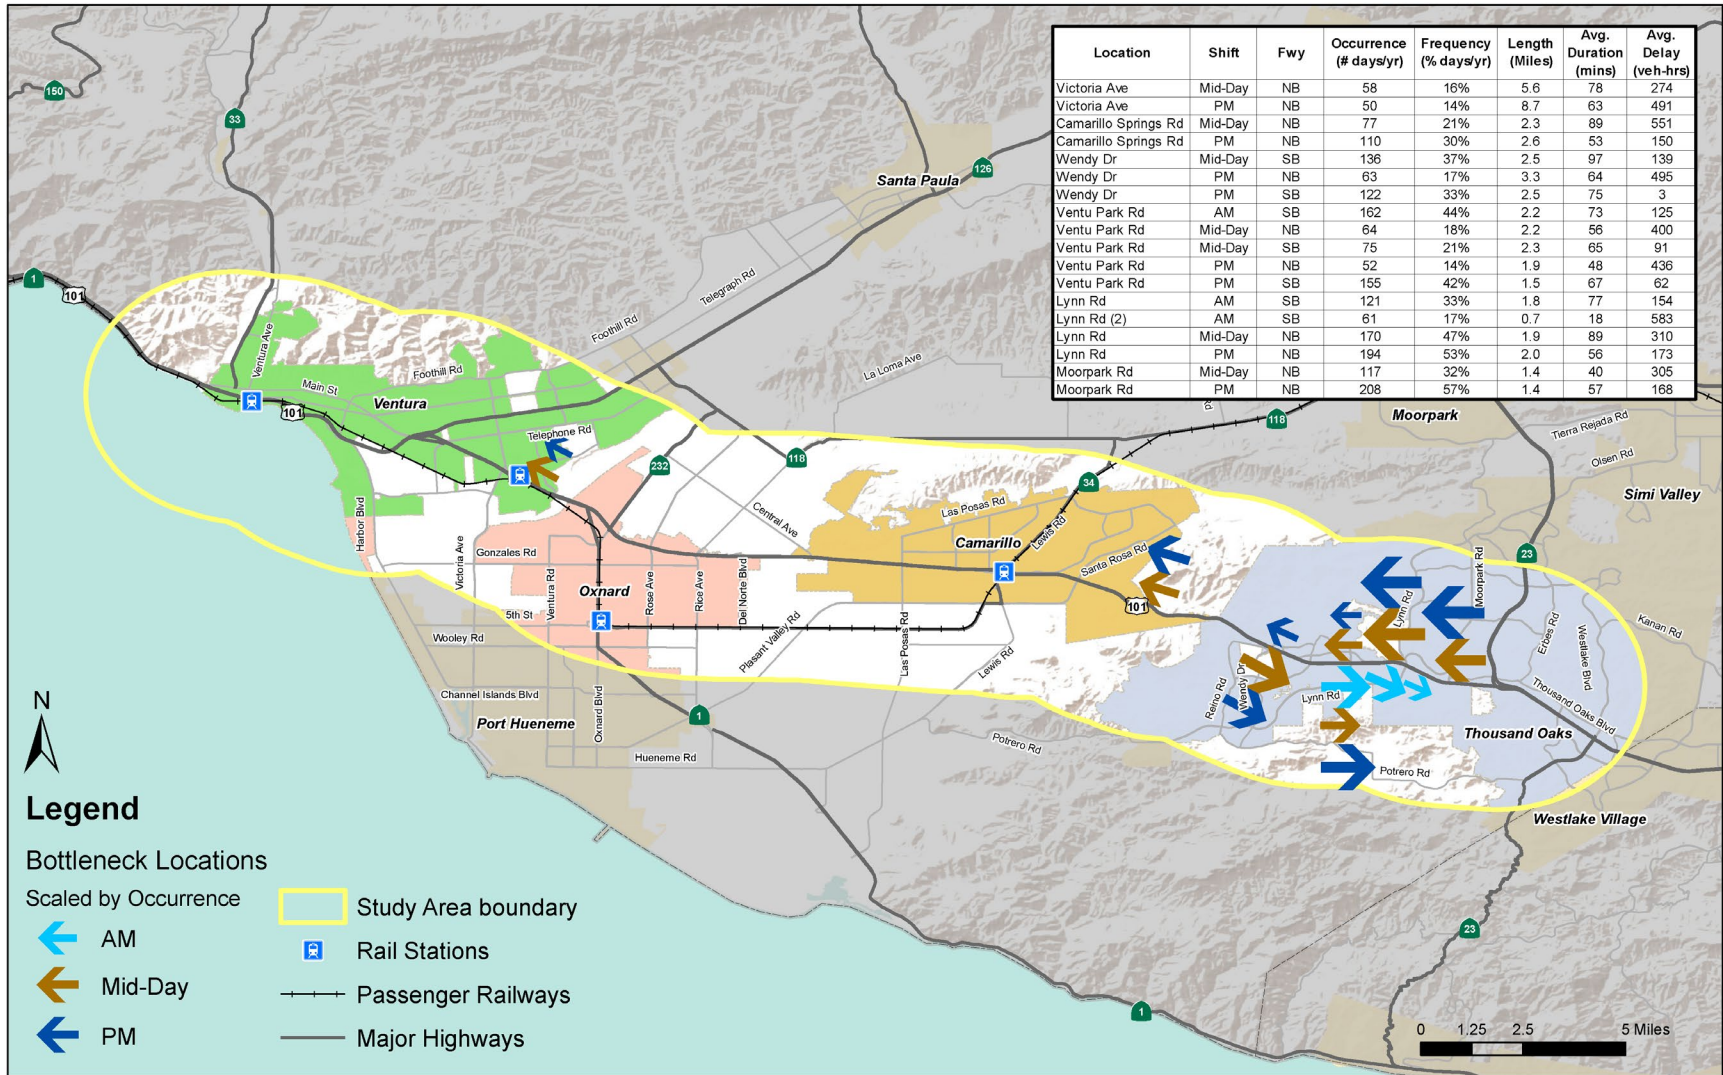 Location Shift Fwy Occurrence (# days/yr) Frequency (% days/yr) Length (Miles) Avg. Duration (mins) Avg. Delay (veh-hrs)
Victoria Ave Mid-Day NB 58 16% 5.6 78 274
Victoria Ave PM NB 50 14% 8.7 63 491
Camarillo Springs Rd Mid-Day NB 77 21% 2.3 89 551
Camarillo Springs Rd PM NB 110 30% 2.6 53 150
Wendy Dr Mid-Day SB 136 37% 2.5 97 139
Wendy Dr PM NB 63 17% 3.3 64 495
Wendy Dr PM SB 122 33% 2.5 75 3
Ventu Park Rd AM SB 162 44% 2.2 73 125
Ventu Park Rd Mid-Day NB 64 18% 2.2 56 400
Ventu Park Rd Mid-Day SB 75 21% 2.3 65 91
Ventu Park Rd PM NB 52 14% 1.9 48 436
Ventu Park Rd PM SB 155 42% 1.5 67 62
Lynn Rd AM SB 121 33% 1.8 77 154
Lynn Rd (2) AM SB 61 17% 0.7 18 583
Lynn Rd Mid-Day NB 170 47% 1.9 89 310
Lynn Rd PM NB 194 53% 2.0 56 173
Moorpark Rd Mid-Day NB 117 32% 1.4 40 305
Moorpark Rd PM NB 208 57% 1.4 57 168
150
33
126
Santa Paula
1
101
Telegraph Rd
Foothill Rd
Ventura Ave
La Loma Ave
Foothill Rd
Main St
101
Ventura
Telephone Rd
232
118
118
Rd
Moorpark
Tierra Rejada Rd
Olsen Rd
Simi Valley
34
Las Posas Rd
Central Ave
Lewis Rd
Camarillo
Santa Rosa Rd
Harbor Blvd
Victoria Ave
Gonzales Rd
Ventura Rd
Oxnard
Rose Ave
Rice Ave
Del Norte Blvd
23
Moorpark Rd
Lynn Rd
101
5th St
Wooley Rd
Pleasant Valley Rd
Las Posas Rd
Lewis Rd
Erbes Rd
Westlake Blvd
Kanan Rd
Reino Rd
Wendy Dr
Lynn Rd
Thousand Oaks Blvd
Channel Islands Blvd
Port Hueneme
Oxnard Blvd
1
Hueneme Rd
Potrero Rd
Thousand Oaks
Potrero Rd
Westlake Village
23
1
N
Legend
Bottleneck Locations
Scaled by Occurrence
AM
Mid-Day
PM
Study Area boundary
Rail Stations
Passenger Railways
Major Highways
0 1.25 2.5 5 Miles